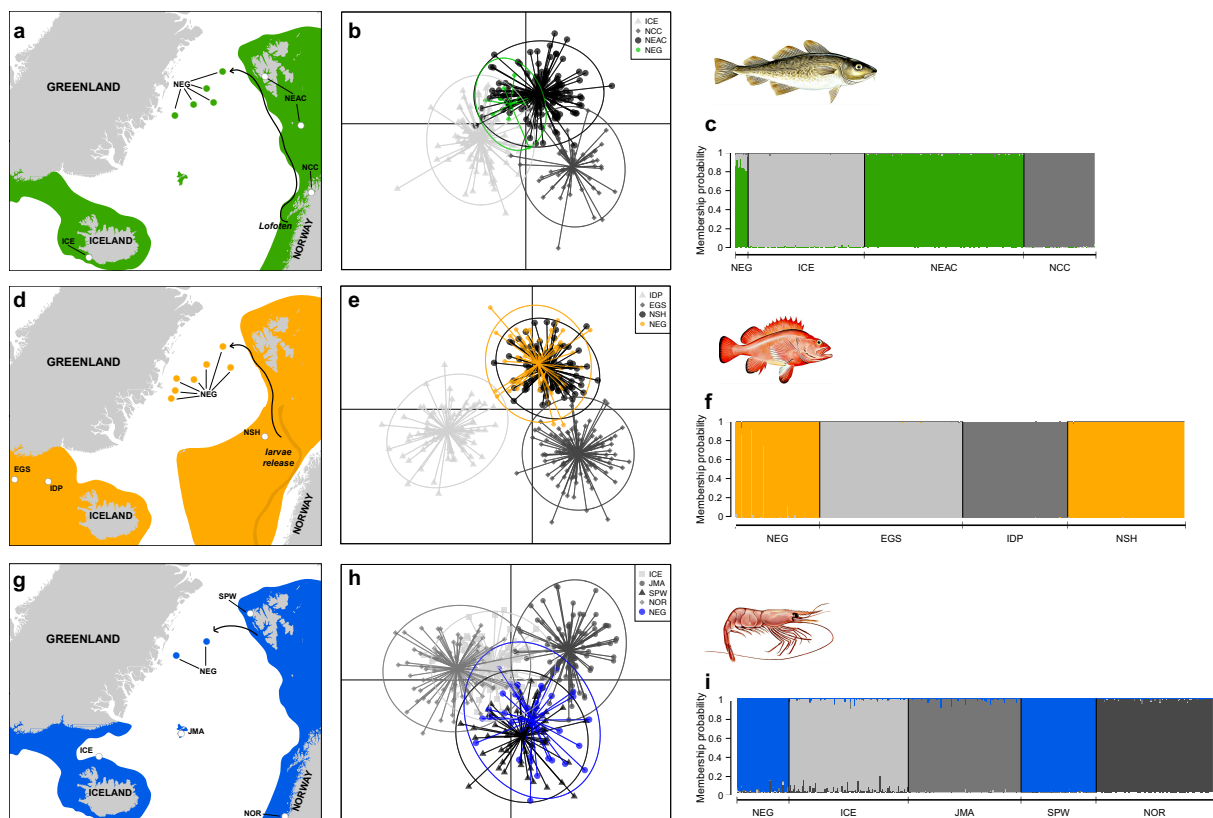 a
GREENLAND
NEG
NEAC
NCC
Lofoten
NORWAY
ICELAND
ICE
b
ICE
NCC
NEAC
NEG
c
Membership probability
1
0.8
0.6
0.4
0.2
0
NEG ICE NEAC NCC
d
GREENLAND
NEG
NSH
larvae
release
EGS
IDP
ICELAND
NORWAY
e
IDP
EGS
NSH
NEG
f
Membership probability
1
0.8
0.6
0.4
0.2
0
NEG EGS IDP NSH
g
SPW
GREENLAND
NEG
JMA
ICE
ICELAND
NOR
NORWAY
h
ICE
JMA
SPW
NOR
NEG
i
Membership probability
1
0.8
0.6
0.4
0.2
0
NEG ICE JMA SPW NOR